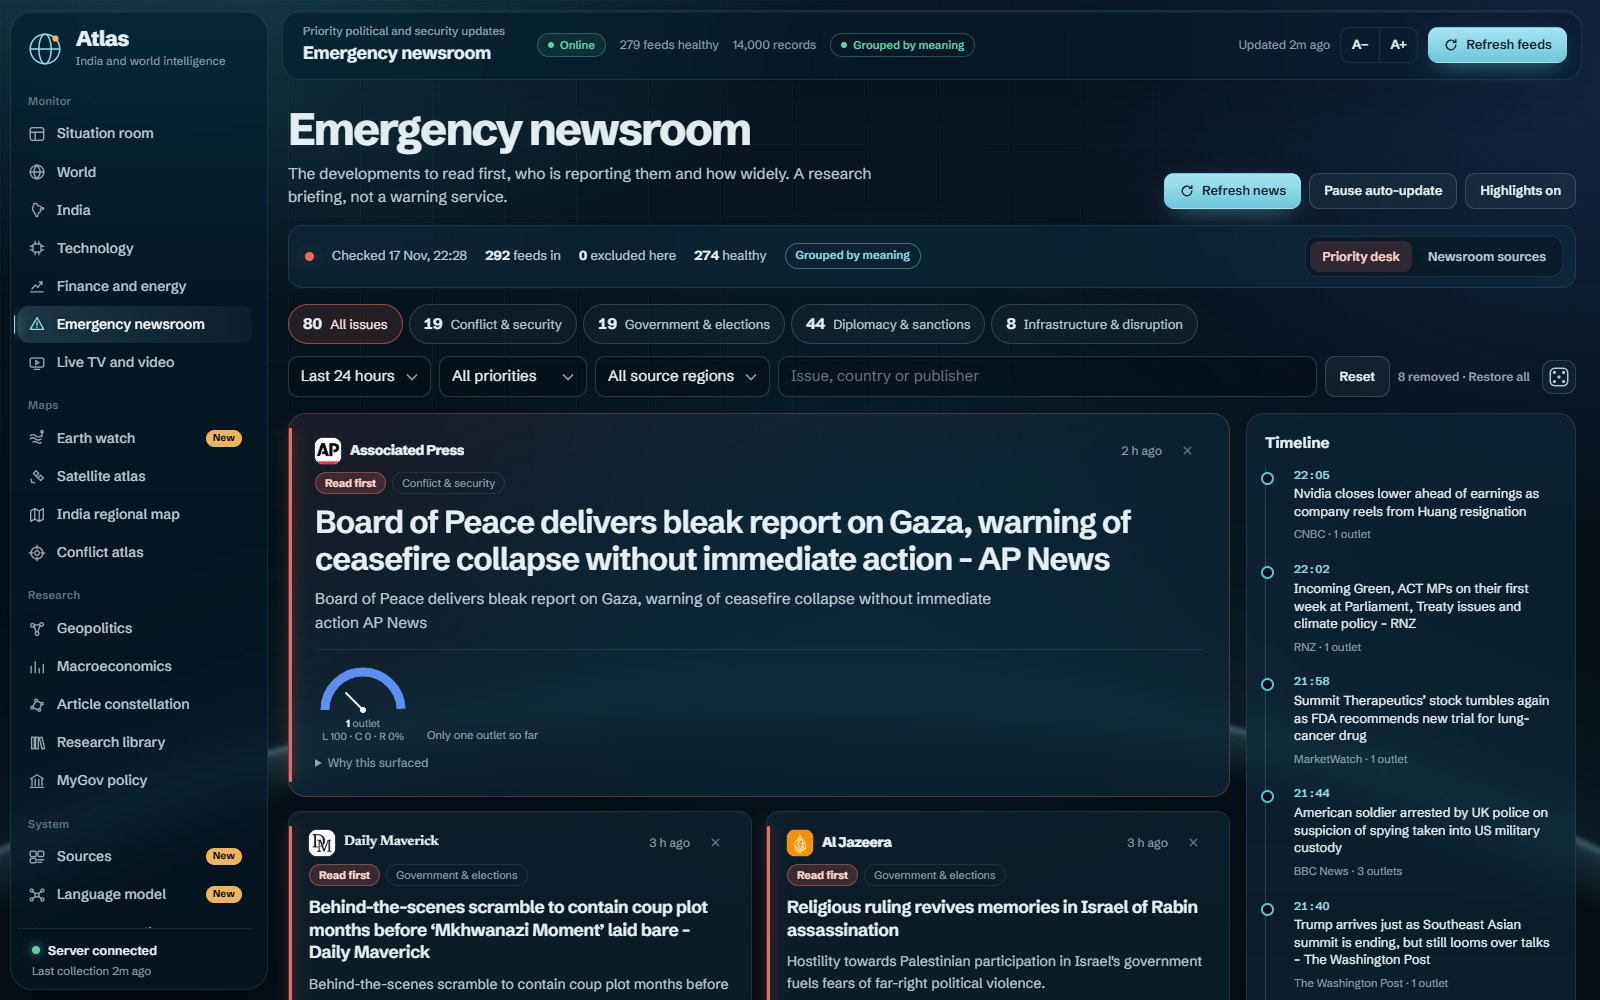 Atlas
India and world intelligence
Monitor
Situation room
World
India
Technology
Finance and energy
Emergency newsroom
Live TV and video
Maps
Earth watch
New
Satellite atlas
India regional map
Conflict atlas
Research
Geopolitics
Macroeconomics
Article constellation
Research library
MyGov policy
System
Sources
New
Language model
New
Server connected
Last collection 2m ago
Priority political and security updates
Emergency newsroom
Online
279 feeds healthy
14,000 records
Grouped by meaning
Updated 2m ago
A−
A+
Refresh feeds
Emergency newsroom
The developments to read first, who is reporting them and how widely. A research
briefing, not a warning service.
Refresh news
Pause auto-update
Highlights on
Checked 17 Nov, 22:28
292 feeds in
0 excluded here
274 healthy
Grouped by meaning
Priority desk
Newsroom sources
80 All issues
19 Conflict & security
19 Government & elections
44 Diplomacy & sanctions
8 Infrastructure & disruption
Last 24 hours
All priorities
All source regions
Issue, country or publisher
Reset
8 removed · Restore all
AP
Associated Press
2 h ago
Read first
Conflict & security
Board of Peace delivers bleak report on Gaza, warning of
ceasefire collapse without immediate action – AP News
Board of Peace delivers bleak report on Gaza, warning of ceasefire collapse without immediate
action AP News
1 outlet
L 100 · C 0 · R 0%
Only one outlet so far
Why this surfaced
DM
Daily Maverick
3 h ago
Read first
Government & elections
Behind-the-scenes scramble to contain coup plot
months before ‘Mkhwanazi Moment’ laid bare –
Daily Maverick
Behind-the-scenes scramble to contain coup plot months before
Al Jazeera
3 h ago
Read first
Government & elections
Religious ruling revives memories in Israel of Rabin
assassination
Hostility towards Palestinian participation in Israel’s government
fuels fears of far-right political violence.
Timeline
22:05
Nvidia closes lower ahead of earnings as
company reels from Huang resignation
CNBC · 1 outlet
22:02
Incoming Green, ACT MPs on their first
week at Parliament, Treaty issues and
climate policy – RNZ
RNZ · 1 outlet
21:58
Summit Therapeutics’ stock tumbles again
as FDA recommends new trial for lung-
cancer drug
MarketWatch · 1 outlet
21:44
American soldier arrested by UK police on
suspicion of spying taken into US military
custody
BBC News · 3 outlets
21:40
Trump arrives just as Southeast Asian
summit is ending, but still looms over talks
– The Washington Post
The Washington Post · 1 outlet